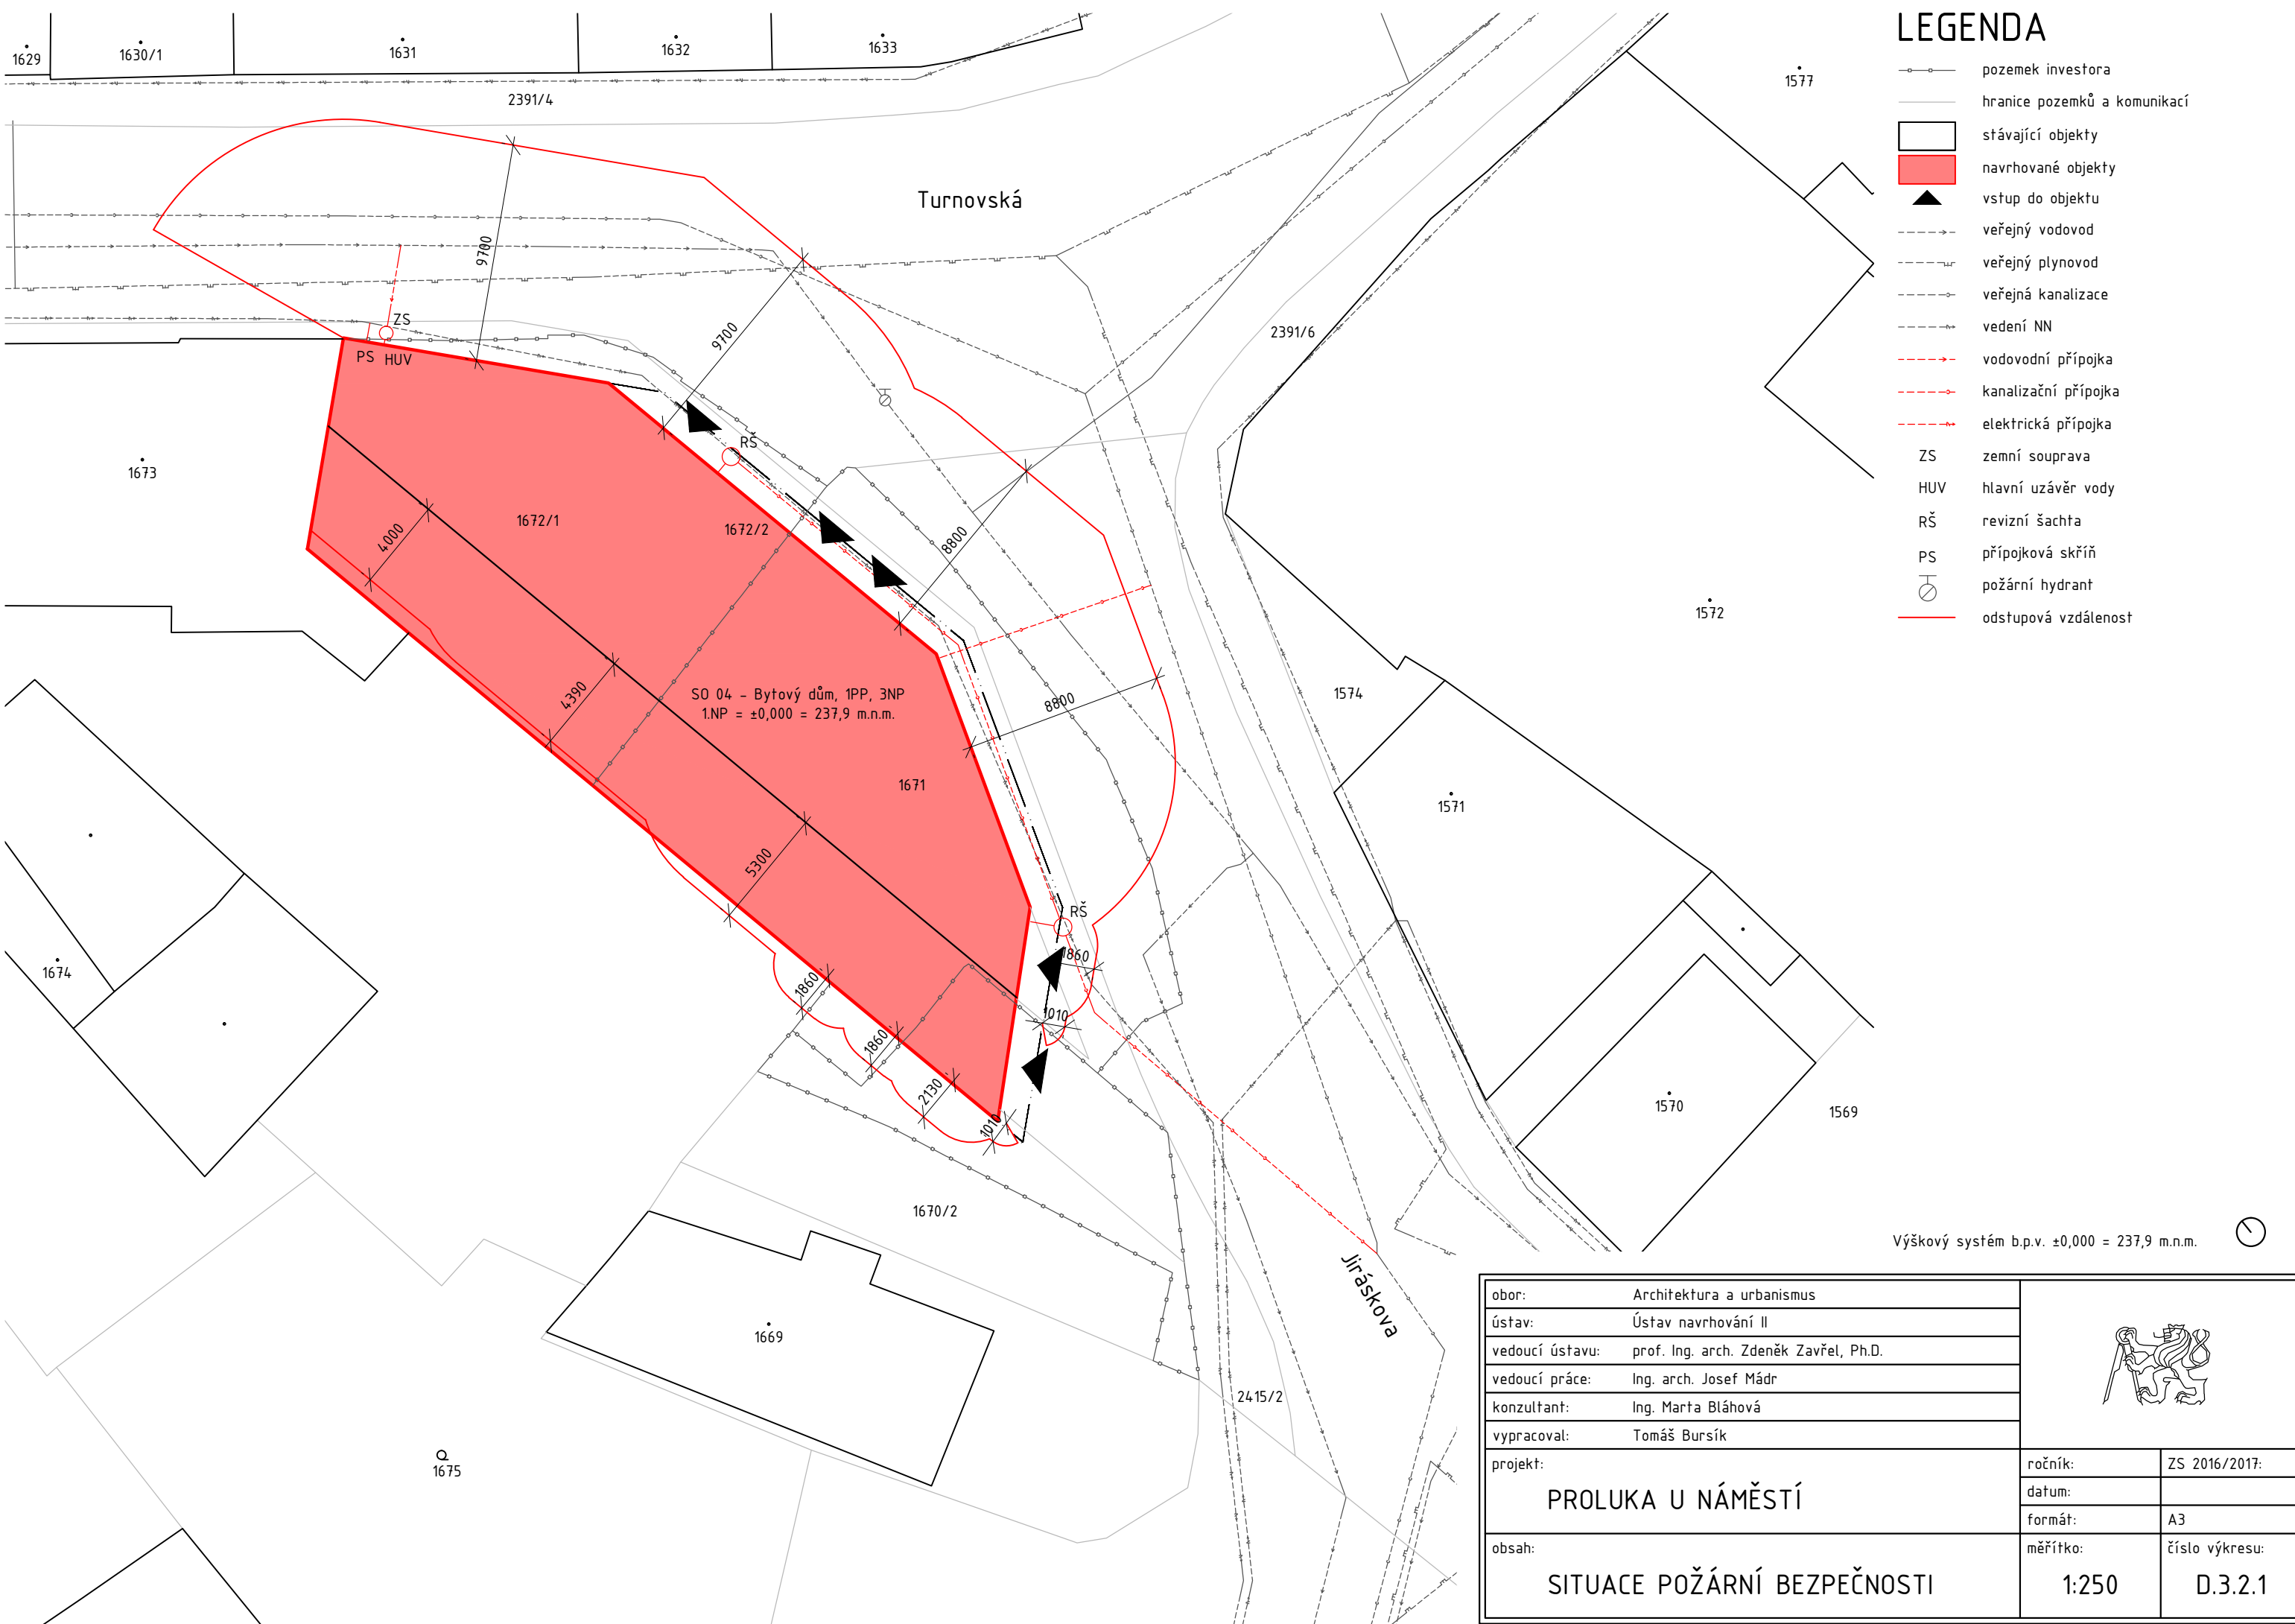 1629
1630/1
1631
1632
1633
2391/4
Turnovská
9700
9700
2391/6
1577
ZS
PS
HUV
RŠ
1673
1672/1
1672/2
4000
8800
4390
SO 04 - Bytový dům, 1PP, 3NP
1.NP = ±0,000 = 237,9 m.n.m.
8800
1671
5300
RŠ
1860
1010
1860
1860
2130
1010
1572
1574
1571
1570
1569
1674
1670/2
1669
1675
Jiráskova
2415/2
LEGENDA
pozemek investora
hranice pozemků a komunikací
stávající objekty
navrhované objekty
vstup do objektu
veřejný vodovod
veřejný plynovod
veřejná kanalizace
vedení NN
vodovodní přípojka
kanalizační přípojka
elektrická přípojka
ZS zemní souprava
HUV hlavní uzávěr vody
RŠ revizní šachta
PS přípojková skříň
požární hydrant
odstupová vzdálenost
Výškový systém b.p.v. ±0,000 = 237,9 m.n.m.
obor: Architektura a urbanismus
ústav: Ústav navrhování II
vedoucí ústavu: prof. Ing. arch. Zdeněk Zavřel, Ph.D.
vedoucí práce: Ing. arch. Josef Mádr
konzultant: Ing. Marta Bláhová
vypracoval: Tomáš Bursík
projekt:
PROLUKA U NÁMĚSTÍ
ročník: ZS 2016/2017:
datum:
formát: A3
obsah:
SITUACE POŽÁRNÍ BEZPEČNOSTI
měřítko:
1:250
číslo výkresu:
D.3.2.1